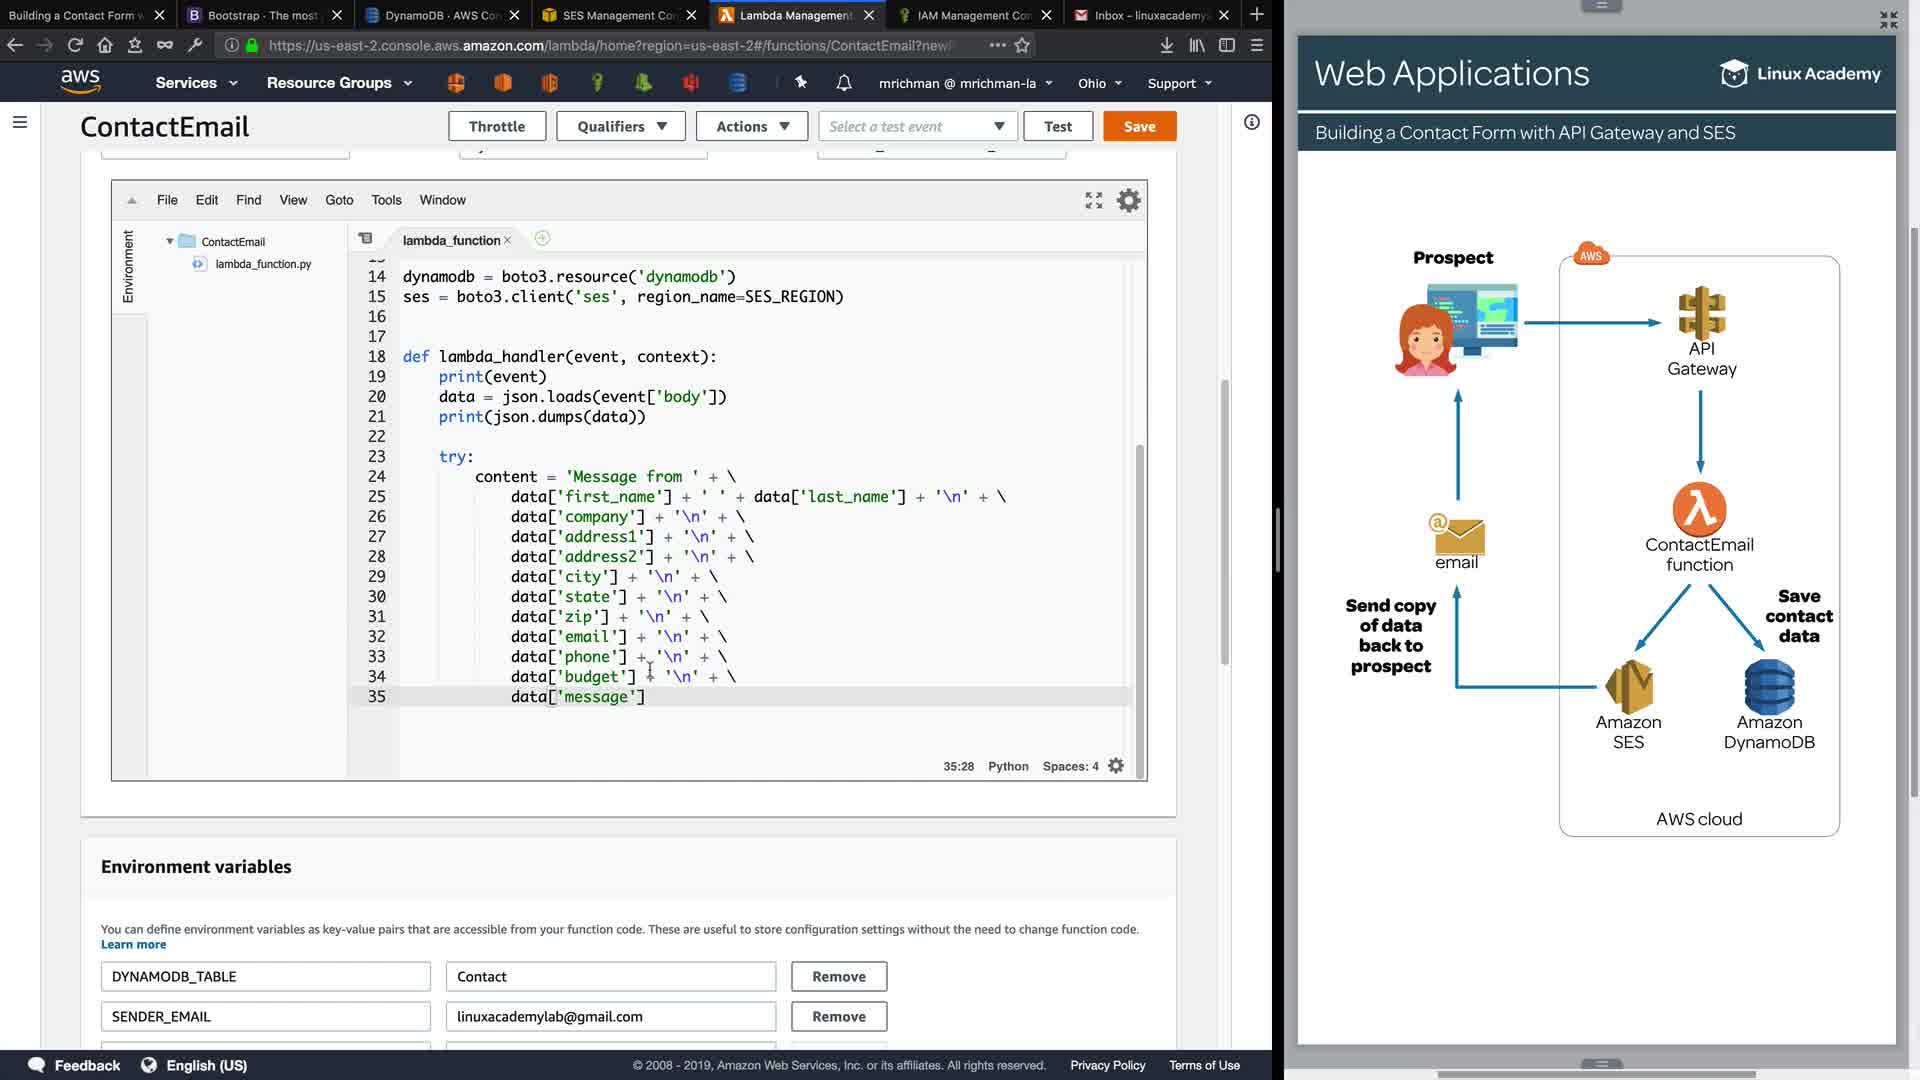 Building a Contact Form w
Bootstrap · The most
DynamoDB · AWS Con
SES Management Con
Lambda Management
IAM Management Con
Inbox – linuxacademyl
https://us-east-2.console.aws.amazon.com/lambda/home?region=us-east-2#/functions/ContactEmail?newF
aws
Services
Resource Groups
mrichman @ mrichman-la
Ohio
Support
ContactEmail
Throttle
Qualifiers
Actions
Select a test event
Test
Save
File Edit Find View Goto Tools Window
Environment
ContactEmail
lambda_function.py
lambda_function
14 dynamodb = boto3.resource('dynamodb')
15 ses = boto3.client('ses', region_name=SES_REGION)
16
17
18 def lambda_handler(event, context):
19 print(event)
20 data = json.loads(event['body'])
21 print(json.dumps(data))
22
23 try:
24 content = 'Message from ' + \
25 data['first_name'] + ' ' + data['last_name'] + '\n' + \
26 data['company'] + '\n' + \
27 data['address1'] + '\n' + \
28 data['address2'] + '\n' + \
29 data['city'] + '\n' + \
30 data['state'] + '\n' + \
31 data['zip'] + '\n' + \
32 data['email'] + '\n' + \
33 data['phone'] + '\n' + \
34 data['budget'] + '\n' + \
35 data['message']
35:28 Python Spaces: 4
Environment variables
You can define environment variables as key-value pairs that are accessible from your function code. These are useful to store configuration settings without the need to change function code.
Learn more
DYNAMODB_TABLE
Contact
Remove
SENDER_EMAIL
linuxacademylab@gmail.com
Remove
Feedback
English (US)
© 2008 - 2019, Amazon Web Services, Inc. or its affiliates. All rights reserved.
Privacy Policy
Terms of Use
Web Applications
Linux Academy
Building a Contact Form with API Gateway and SES
Prospect
AWS
API
Gateway
ContactEmail
function
email
Send copy
of data
back to
prospect
Save
contact
data
Amazon
SES
Amazon
DynamoDB
AWS cloud